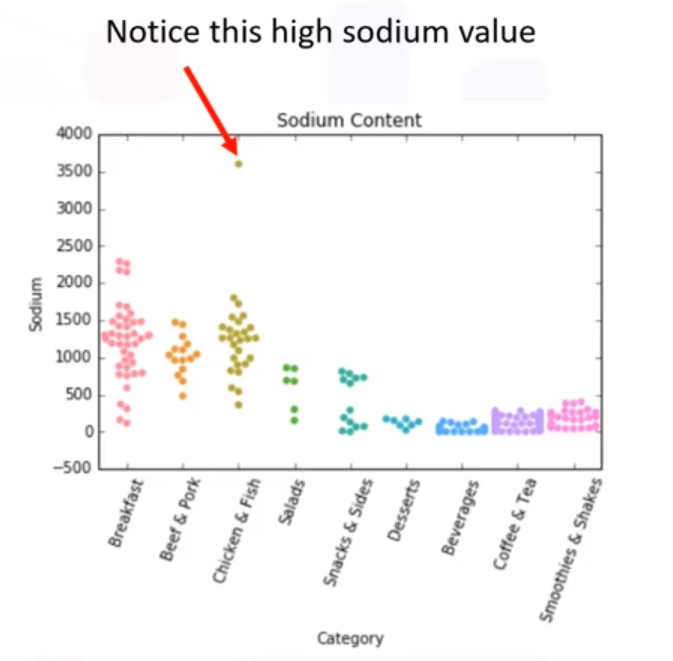 Notice this high sodium value
Sodium Content
4000
3500
3000
2500
2000
1500
1000
500
0
−500
Sodium
Breakfast
Beef & Pork
Chicken & Fish
Salads
Snacks & Sides
Desserts
Beverages
Coffee & Tea
Smoothies & Shakes
Category